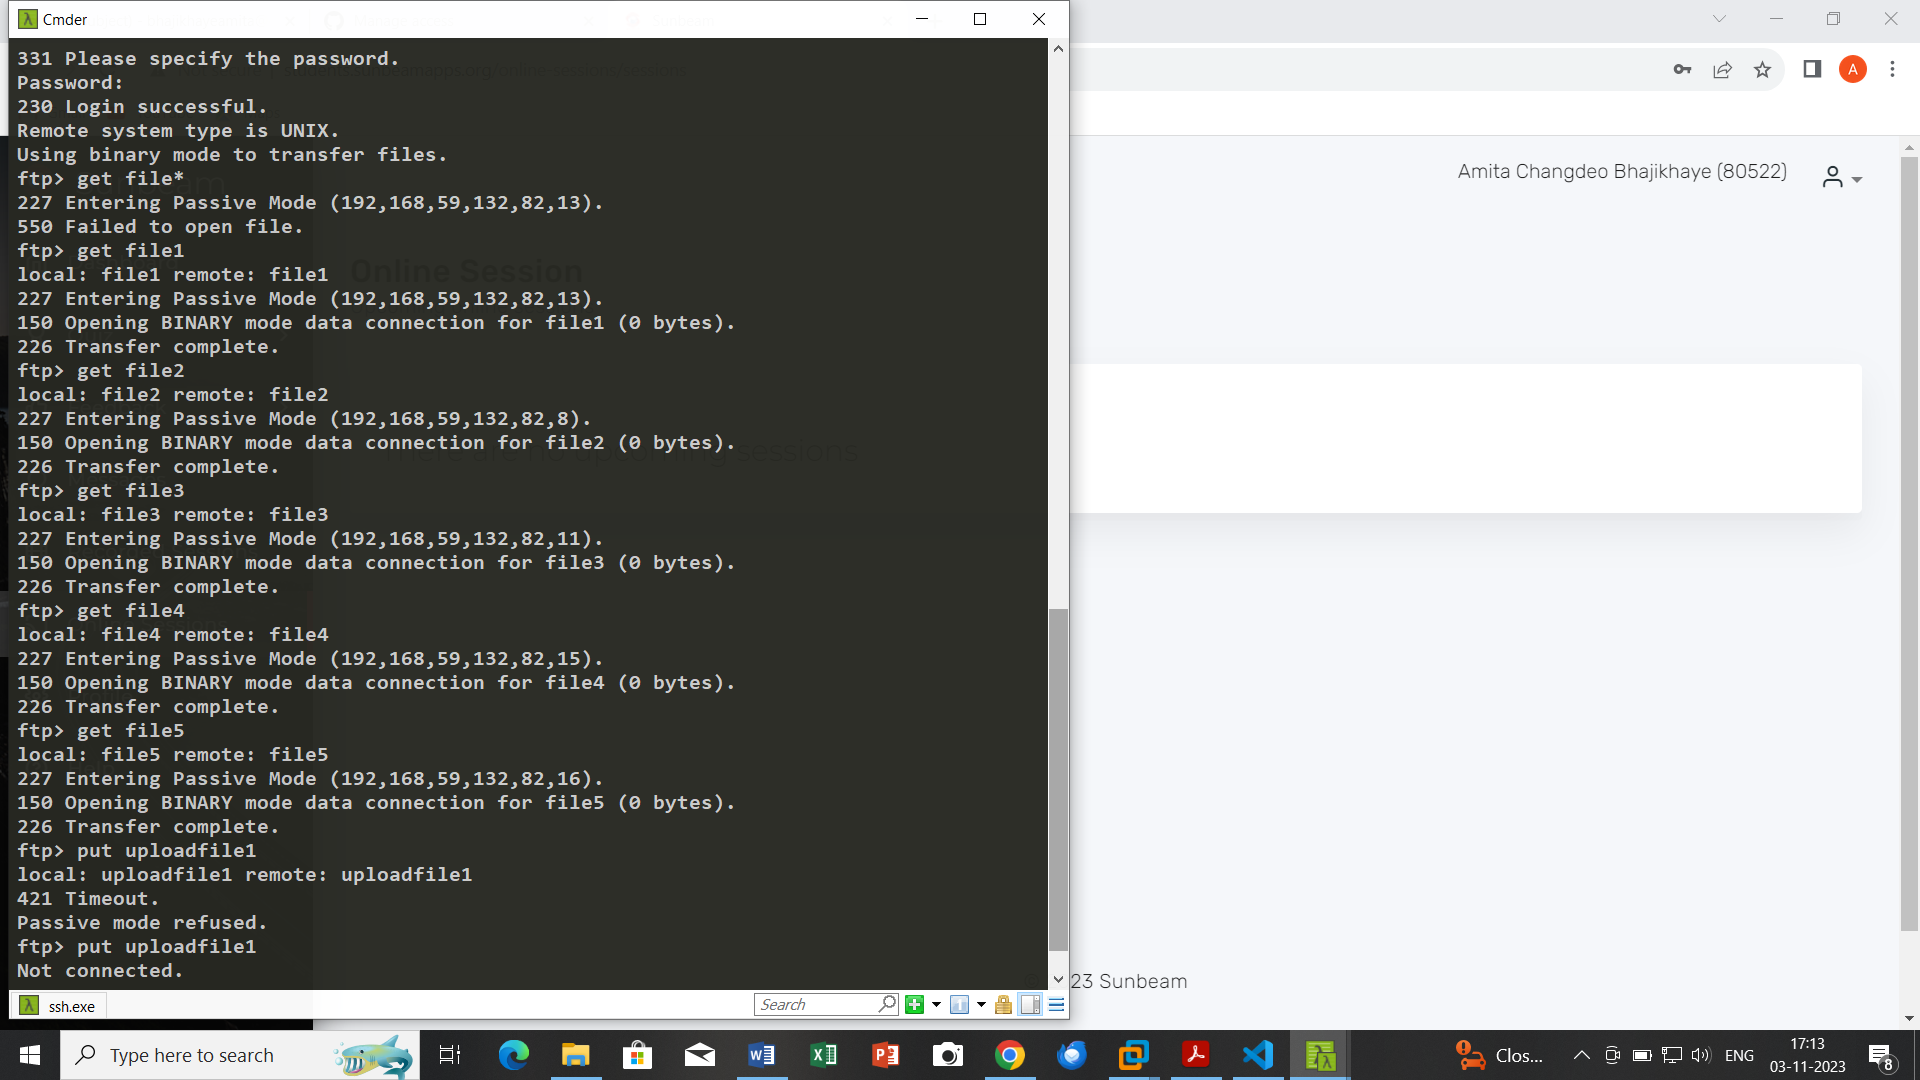 Cmder
331 Please specify the password.
Password:
230 Login successful.
Remote system type is UNIX.
Using binary mode to transfer files.
ftp> get file*
227 Entering Passive Mode (192,168,59,132,82,13).
550 Failed to open file.
ftp> get file1
local: file1 remote: file1
227 Entering Passive Mode (192,168,59,132,82,13).
150 Opening BINARY mode data connection for file1 (0 bytes).
226 Transfer complete.
ftp> get file2
local: file2 remote: file2
227 Entering Passive Mode (192,168,59,132,82,8).
150 Opening BINARY mode data connection for file2 (0 bytes).
226 Transfer complete.
ftp> get file3
local: file3 remote: file3
227 Entering Passive Mode (192,168,59,132,82,11).
150 Opening BINARY mode data connection for file3 (0 bytes).
226 Transfer complete.
ftp> get file4
local: file4 remote: file4
227 Entering Passive Mode (192,168,59,132,82,15).
150 Opening BINARY mode data connection for file4 (0 bytes).
226 Transfer complete.
ftp> get file5
local: file5 remote: file5
227 Entering Passive Mode (192,168,59,132,82,16).
150 Opening BINARY mode data connection for file5 (0 bytes).
226 Transfer complete.
ftp> put uploadfile1
local: uploadfile1 remote: uploadfile1
421 Timeout.
Passive mode refused.
ftp> put uploadfile1
Not connected.
ssh.exe
Search
A
Amita Changdeo Bhajikhaye (80522)
Online Session
sessions
23 Sunbeam
Type here to search
Clos...
ENG
17:13
03-11-2023
8